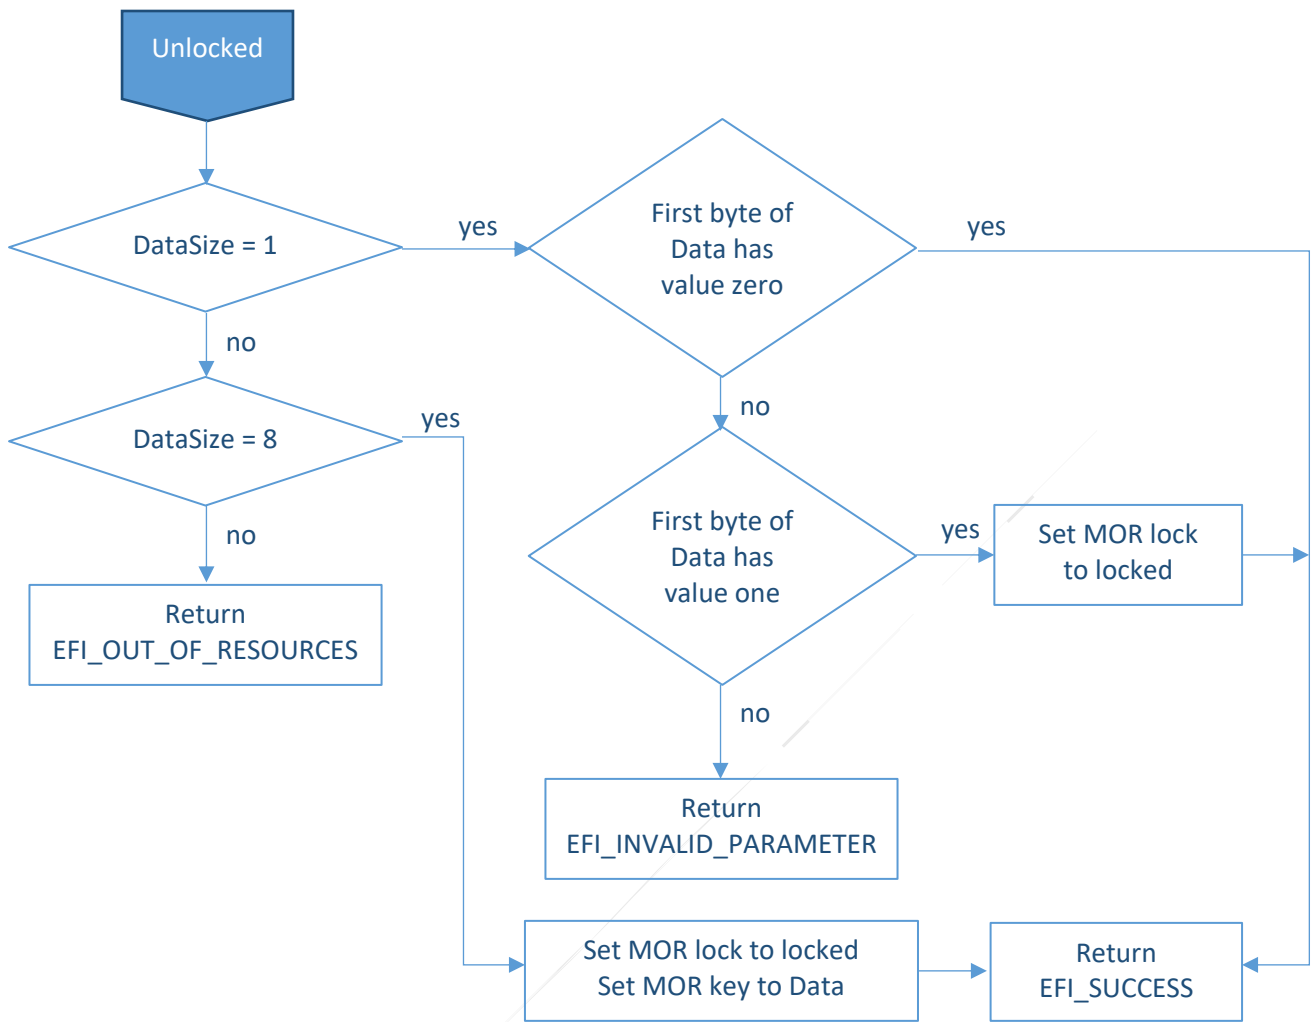 Unlocked
DataSize = 1
yes
First byte of
Data has
value zero
yes
no
DataSize = 8
yes
no
no
Return
EFI_OUT_OF_RESOURCES
First byte of
Data has
value one
yes
Set MOR lock
to locked
no
Return
EFI_INVALID_PARAMETER
Set MOR lock to locked
Set MOR key to Data
Return
EFI_SUCCESS